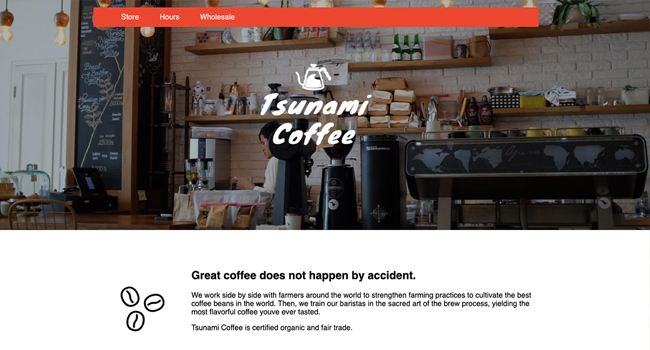 Store Hours Wholesale
Tsunami
Coffee
Great coffee does not happen by accident.
We work side by side with farmers around the world to strengthen farming practices to cultivate the best
coffee beans in the world. Then, we train our baristas in the sacred art of the brew process, yielding the
most flavorful coffee youve ever tasted.
Tsunami Coffee is certified organic and fair trade.